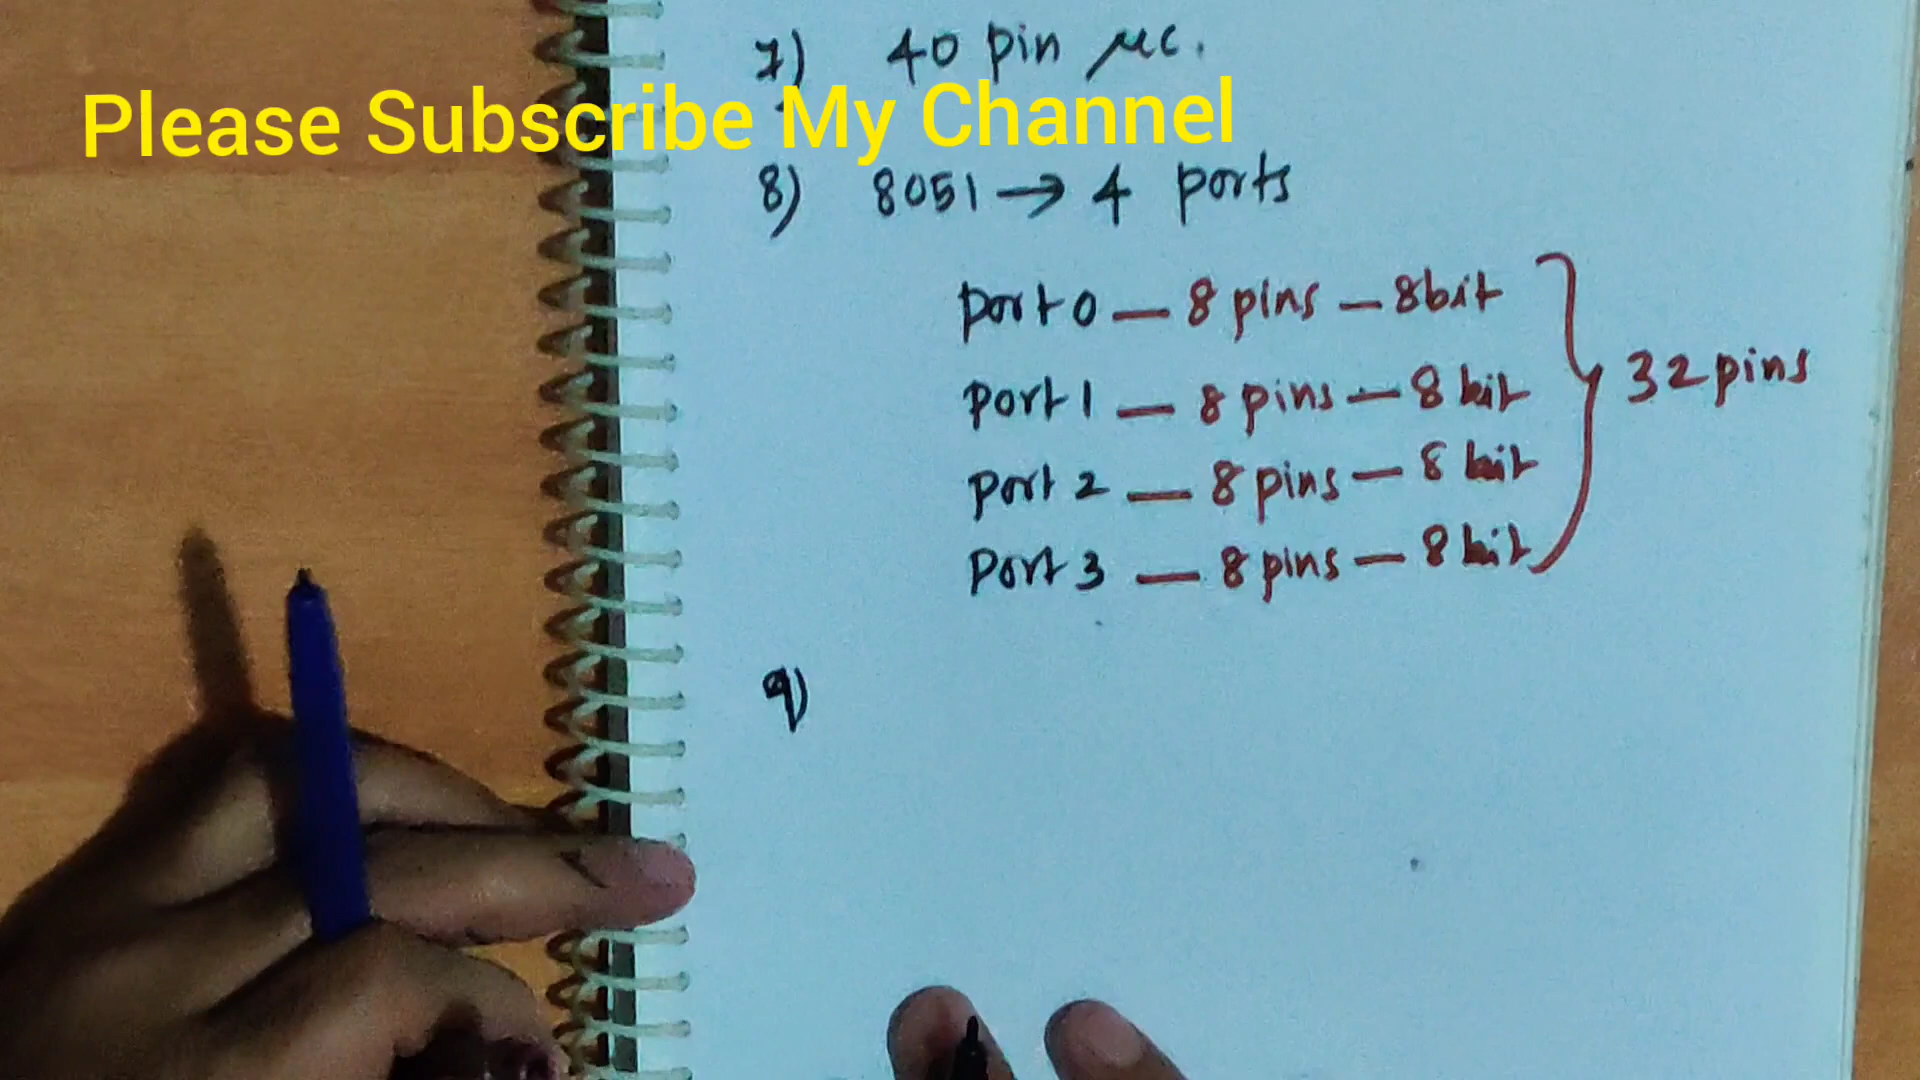 7) 40 pin μc.
Please Subscribe My Channel
8) 8051 → 4 ports
port 0 — 8 pins — 8bit
port 1 — 8 pins — 8 bit
port 2 — 8 pins — 8 bit
port 3 — 8 pins — 8 bit
32 pins
9)